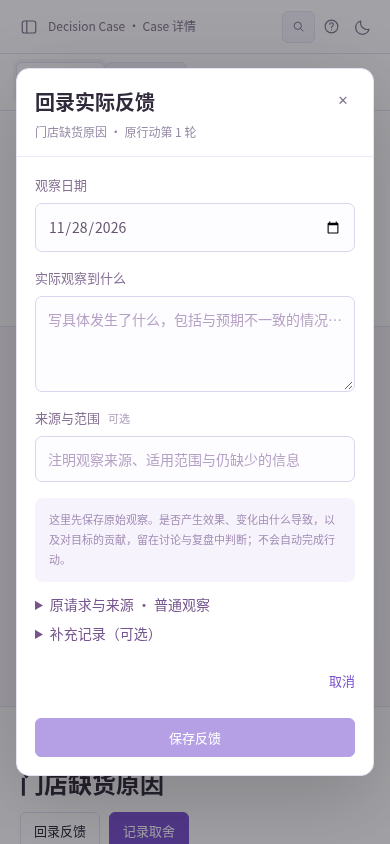 Decision Case · Case 详情
回录实际反馈
×
门店缺货原因 · 原行动第 1 轮
观察日期
11/28/2026
实际观察到什么
写具体发生了什么，包括与预期不一致的情况…
来源与范围 可选
注明观察来源、适用范围与仍缺少的信息
这里先保存原始观察。是否产生效果、变化由什么导致，以
及对目标的贡献，留在讨论与复盘中判断；不会自动完成行
动。
▶ 原请求与来源 · 普通观察
▶ 补充记录（可选）
取消
保存反馈
门店缺货原因
回录反馈 记录取舍